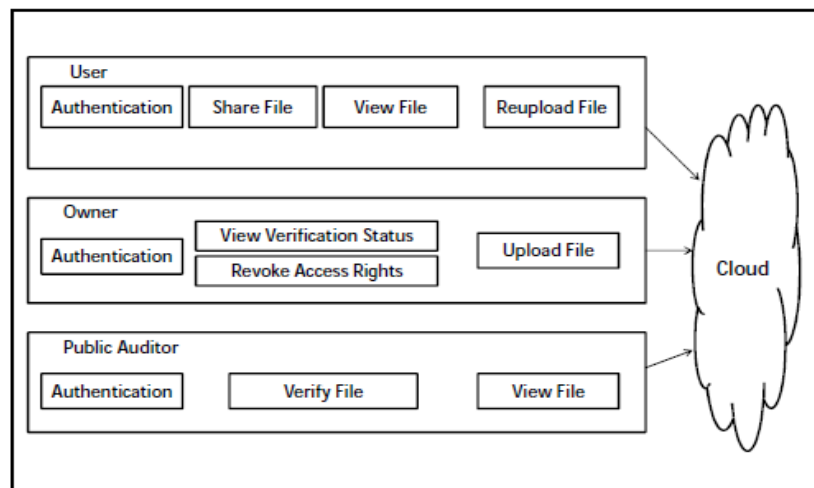 User
Authentication
Share File
View File
Reupload File
Owner
Authentication
View Verification Status
Revoke Access Rights
Upload File
Cloud
Public Auditor
Authentication
Verify File
View File